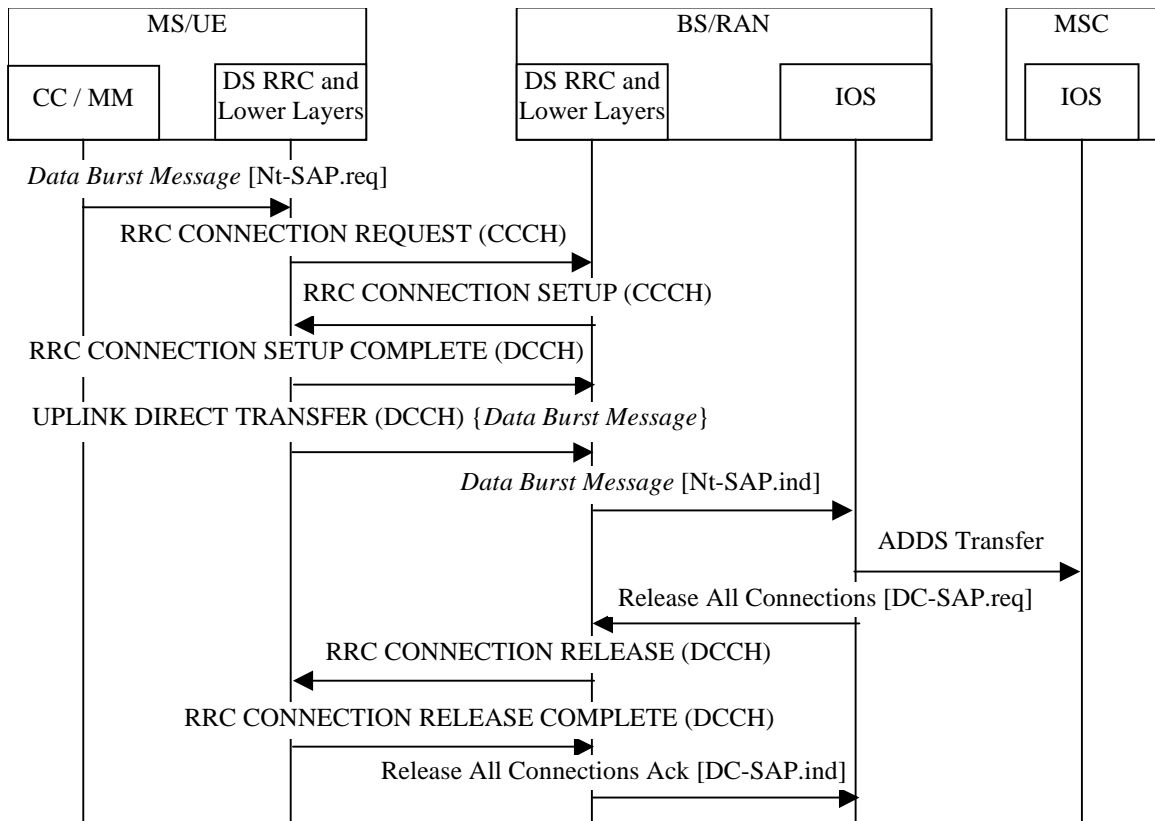 MS/UE
BS/RAN
MSC
CC / MM
DS RRC and
Lower Layers
DS RRC and
Lower Layers
IOS
IOS
Data Burst Message [Nt-SAP.req]
RRC CONNECTION REQUEST (CCCH)
RRC CONNECTION SETUP (CCCH)
RRC CONNECTION SETUP COMPLETE (DCCH)
UPLINK DIRECT TRANSFER (DCCH) {Data Burst Message}
Data Burst Message [Nt-SAP.ind]
ADDS Transfer
Release All Connections [DC-SAP.req]
RRC CONNECTION RELEASE (DCCH)
RRC CONNECTION RELEASE COMPLETE (DCCH)
Release All Connections Ack [DC-SAP.ind]